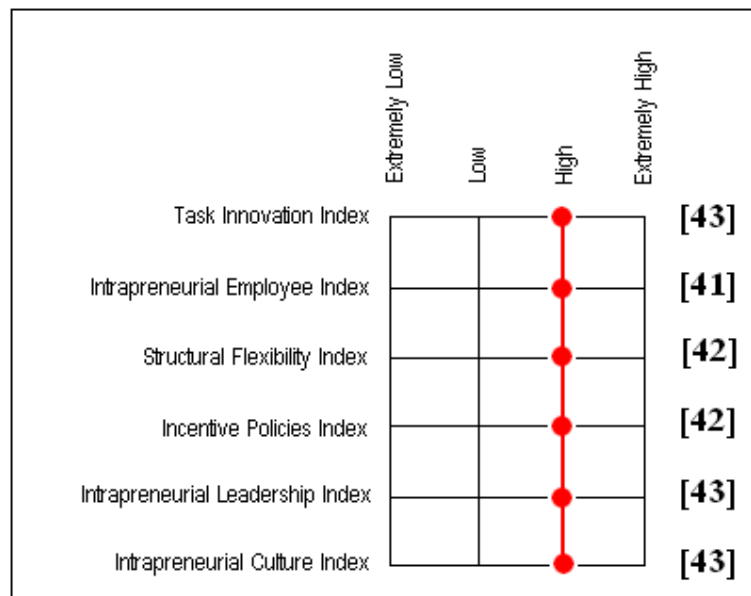 Extremely Low
Low
High
Extremely High
Task Innovation Index [43]
Intrapreneurial Employee Index [41]
Structural Flexibility Index [42]
Incentive Policies Index [42]
Intrapreneurial Leadership Index [43]
Intrapreneurial Culture Index [43]